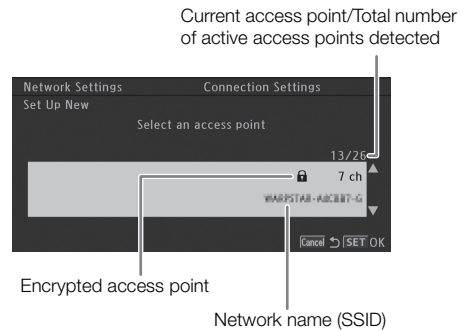 Current access point/Total number
of active access points detected
Network Settings Connection Settings
Set Up New
Select an access point
13/26
7 ch
Cancel SET OK
Encrypted access point
Network name (SSID)